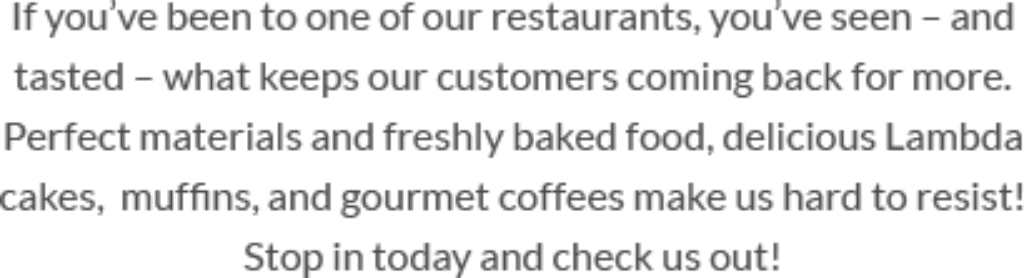 If you’ve been to one of our restaurants, you’ve seen – and
tasted – what keeps our customers coming back for more.
Perfect materials and freshly baked food, delicious Lambda
cakes,  muffins, and gourmet coffees make us hard to resist!
Stop in today and check us out!